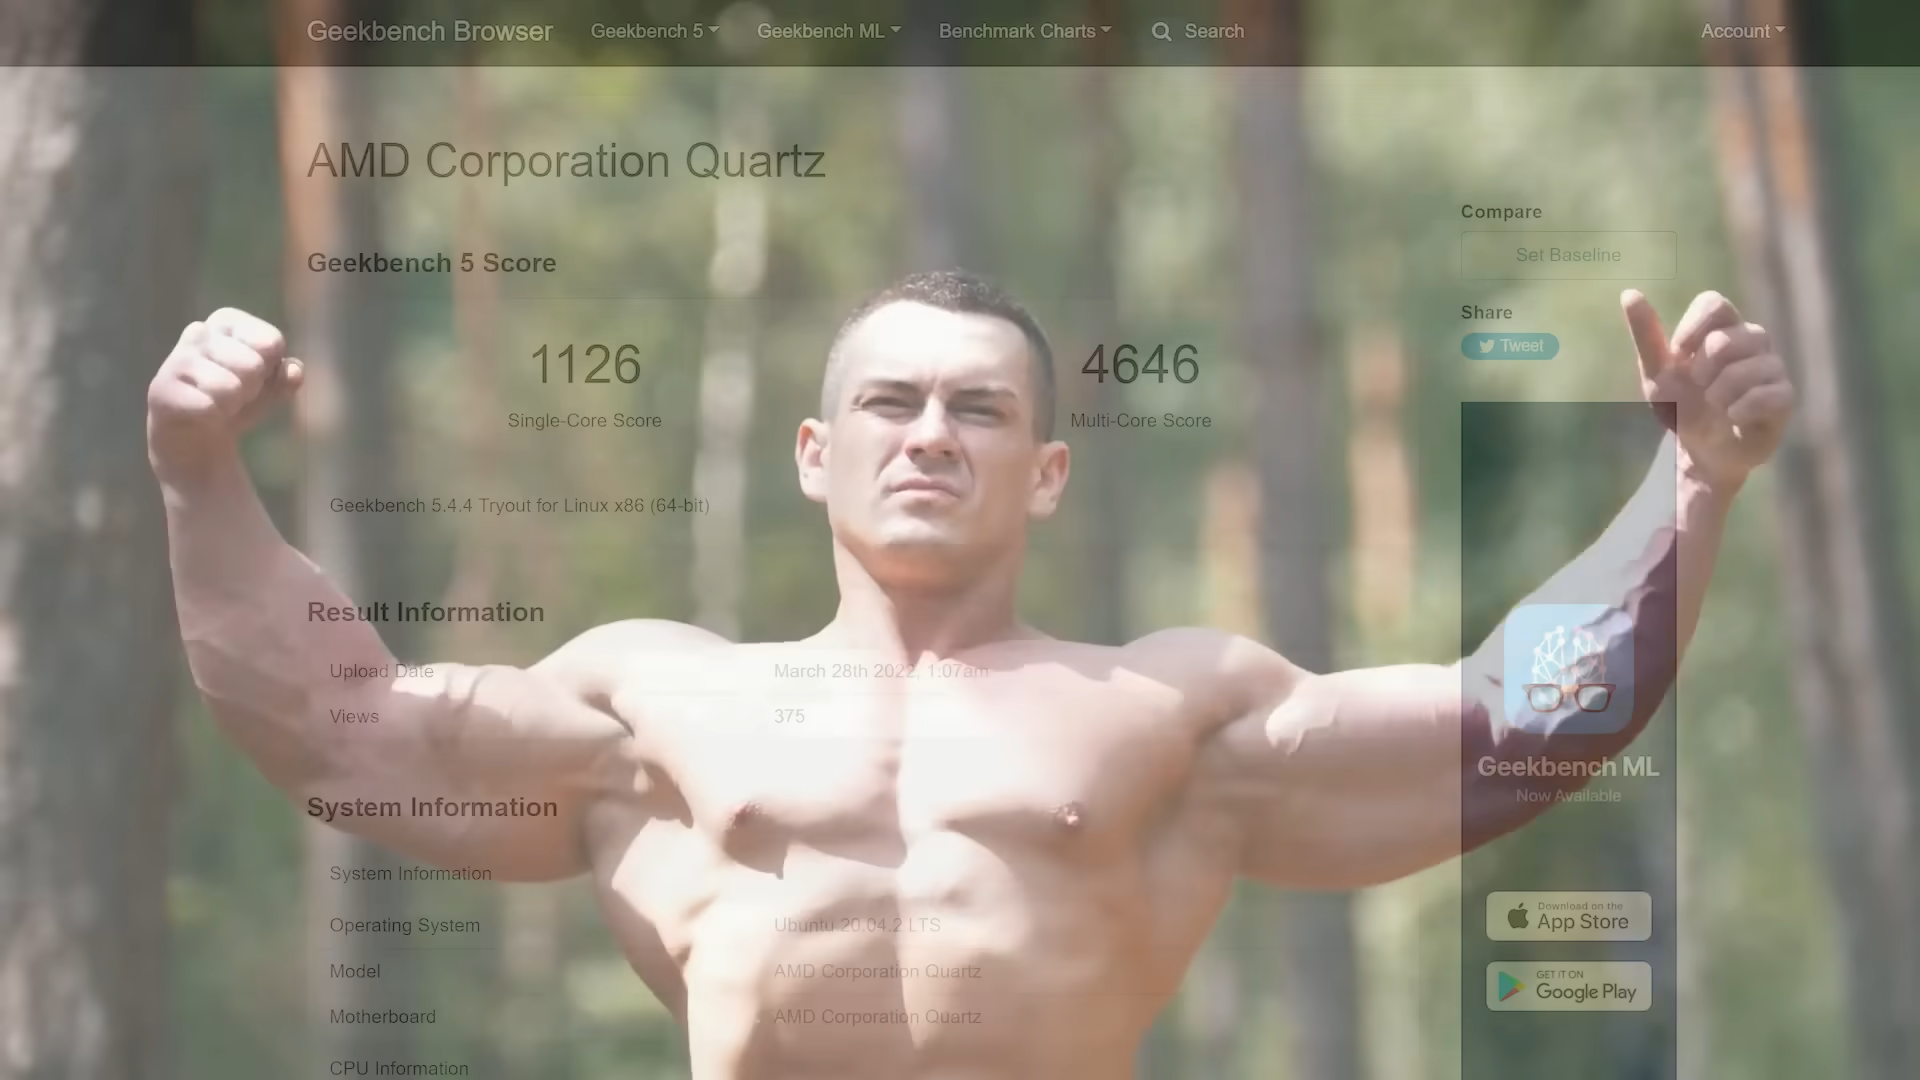 Geekbench Browser Geekbench 5 Geekbench ML Benchmark Charts Search Account
AMD Corporation Quartz
Compare
Set Baseline
Geekbench 5 Score
Share
Tweet
1126 4646
Single-Core Score Multi-Core Score
Geekbench 5.4.4 Tryout for Linux x86 (64-bit)
Result Information
Upload Date March 28th 2022, 1:07am
Views 375
Geekbench ML
Now Available
System Information
System Information
Operating System Ubuntu 20.04.2 LTS
Download on the
App Store
Model AMD Corporation Quartz
GET IT ON
Google Play
Motherboard AMD Corporation Quartz
CPU Information